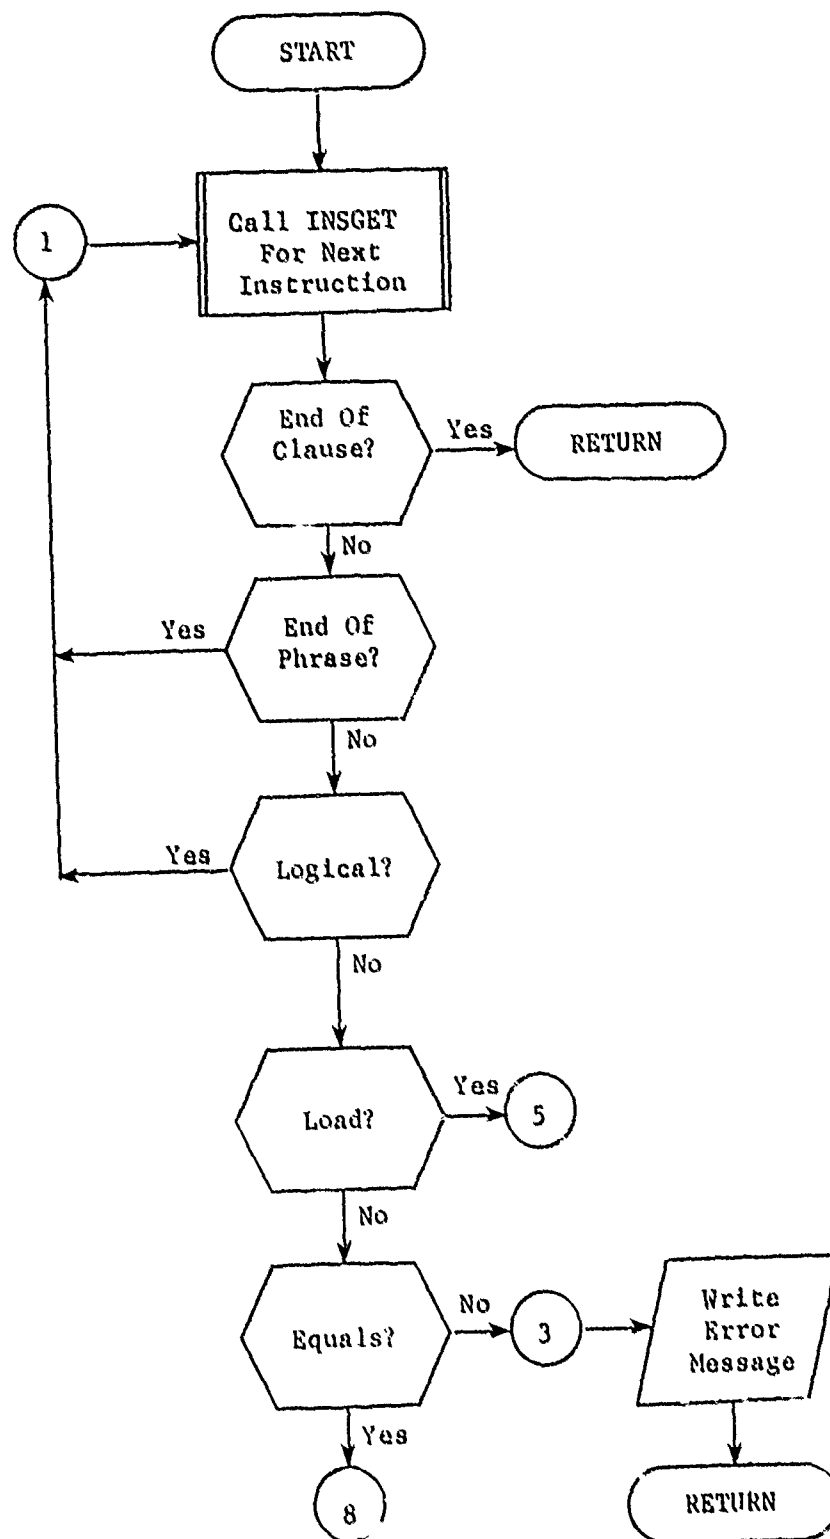 START
1
Call INSGET
For Next
Instruction
End Of
Clause?
Yes
RETURN
No
End Of
Phrase?
Yes
No
Logical?
Yes
No
Load?
Yes
5
No
Equals?
No
3
Write
Error
Message
Yes
8
RETURN